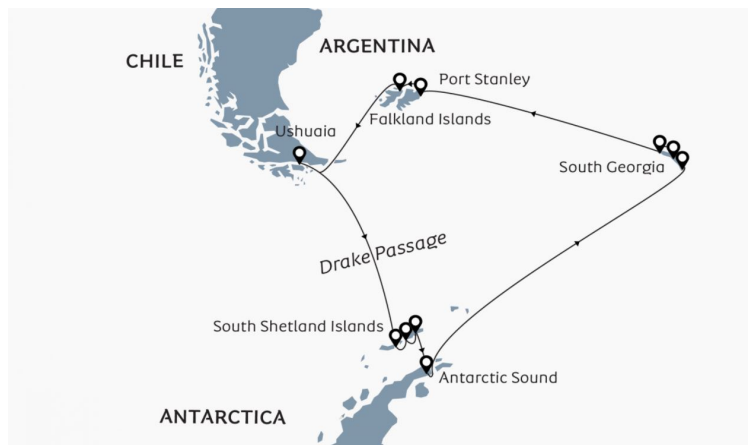 ARGENTINA
CHILE
Port Stanley
Falkland Islands
Ushuaia
South Georgia
Drake Passage
South Shetland Islands
Antarctic Sound
ANTARCTICA